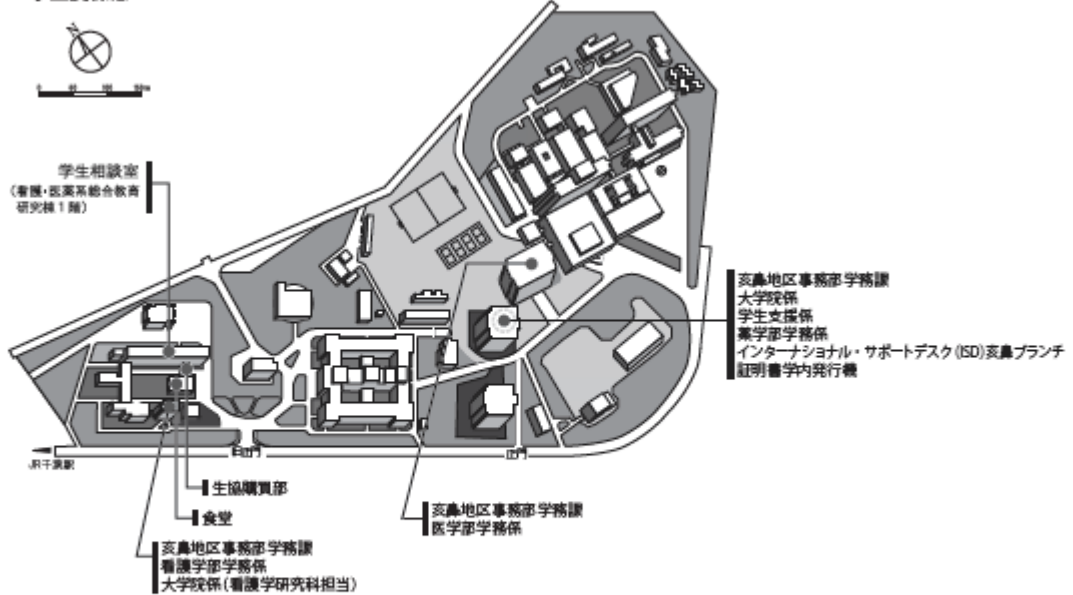 N
0
学生相談室
(看護・医薬系総合教育
研究棟1階)
亥鼻地区事務部学務課
大学院係
学生支援係
薬学部学務係
インターナショナル・サポートデスク(ISD)亥鼻ブランチ
証明書学内発行機
正門
JR千葉駅
生協購買部
食堂
亥鼻地区事務部学務課
医学部学務係
亥鼻地区事務部学務課
看護学部学務係
大学院係(看護学研究科担当)